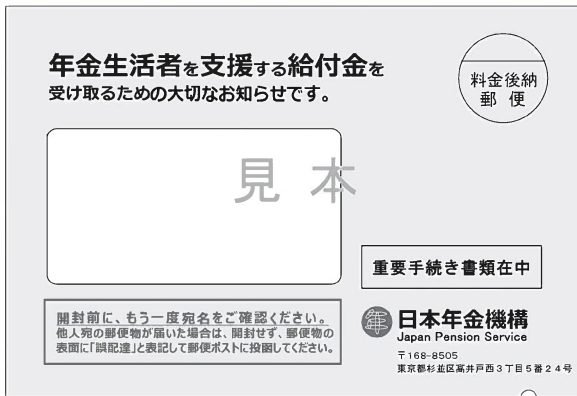 年金生活者を支援する給付金を
受け取るための大切なお知らせです。
料金後納
郵 便
見 本
重要手続き書類在中
開封前に、もう一度宛名をご確認ください。
他人宛の郵便物が届いた場合は、開封せず、郵便物の
表面に「誤配達」と表記して郵便ポストに投函してください。
日本年金機構
Japan Pension Service
〒168-8505
東京都杉並区高井戸西3丁目5番24号